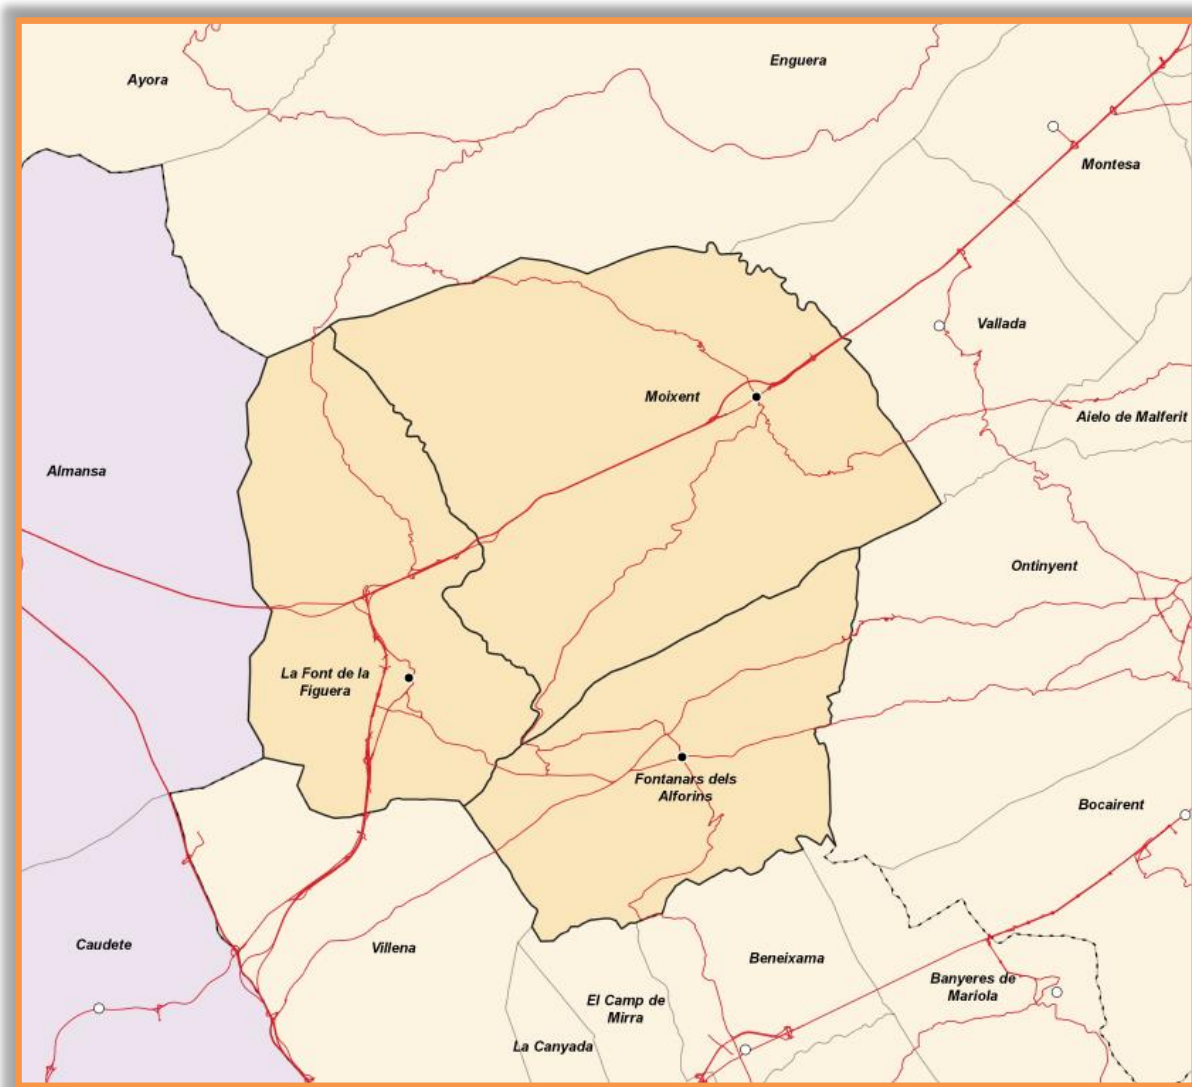 Enguera
Ayora
Montesa
Vallada
Moixent
Aielo de Malferit
Almansa
Ontinyent
La Font de la
Figuera
Fontanars dels
Alforins
Bocairent
Caudete
Villena
Beneixama
Banyeres de
Mariola
El Camp de
Mirra
La Canyada